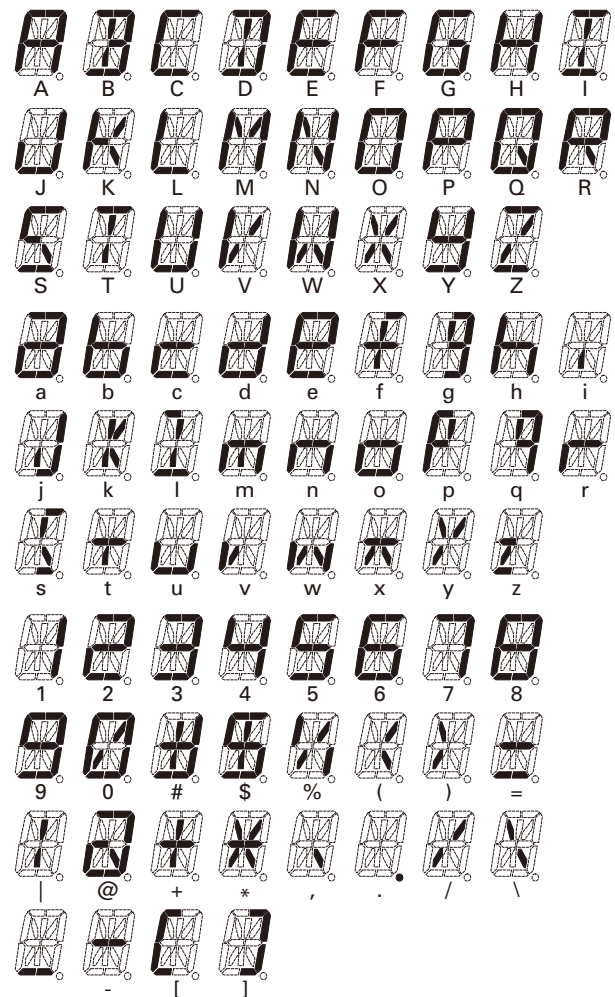 A B C D E F G H I
J K L M N O P Q R
S T U V W X Y Z
a b c d e f g h i
j k l m n o p q r
s t u v w x y z
1 2 3 4 5 6 7 8
9 0 # $ % ( ) =
| @ + * , . / \
- [ ]